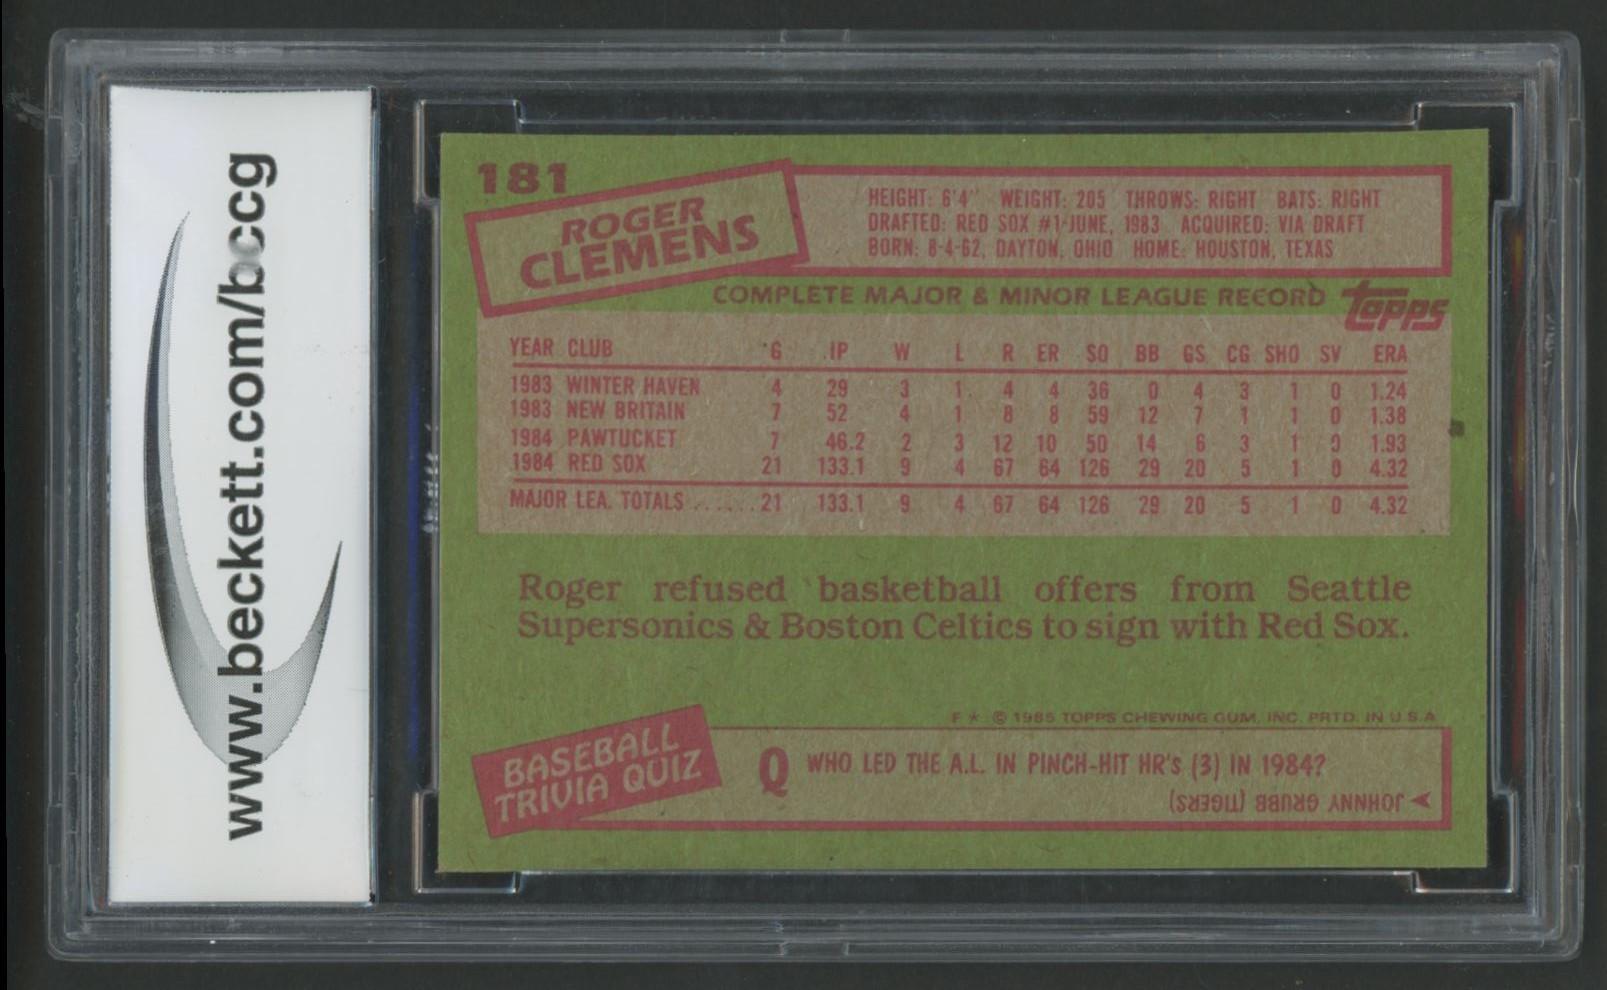 www.beckett.com/bccg
181
ROGER
CLEMENS
HEIGHT: 6'4" WEIGHT: 205 THROWS: RIGHT BATS: RIGHT
DRAFTED: RED SOX #1-JUNE, 1983 ACQUIRED: VIA DRAFT
BORN: 8-4-62, DAYTON, OHIO HOME: HOUSTON, TEXAS
COMPLETE MAJOR & MINOR LEAGUE RECORD
topps
YEAR CLUB G IP W L R ER SO BB GS CG SHO SV ERA
1983 WINTER HAVEN 4 29 3 1 4 4 36 0 4 3 1 0 1.24
1983 NEW BRITAIN 7 52 4 1 8 8 59 12 7 1 1 0 1.38
1984 PAWTUCKET 7 46.2 2 3 12 10 50 14 6 3 1 0 1.93
1984 RED SOX 21 133.1 9 4 67 64 126 29 20 5 1 0 4.32
MAJOR LEA. TOTALS ...... 21 133.1 9 4 67 64 126 29 20 5 1 0 4.32
Roger refused basketball offers from Seattle
Supersonics & Boston Celtics to sign with Red Sox.
F * © 1985 TOPPS CHEWING GUM, INC. PRTD. IN U.S.A.
BASEBALL
TRIVIA QUIZ
Q WHO LED THE A.L. IN PINCH-HIT HR's (3) IN 1984?
JOHNNY GRUBB (TIGERS)